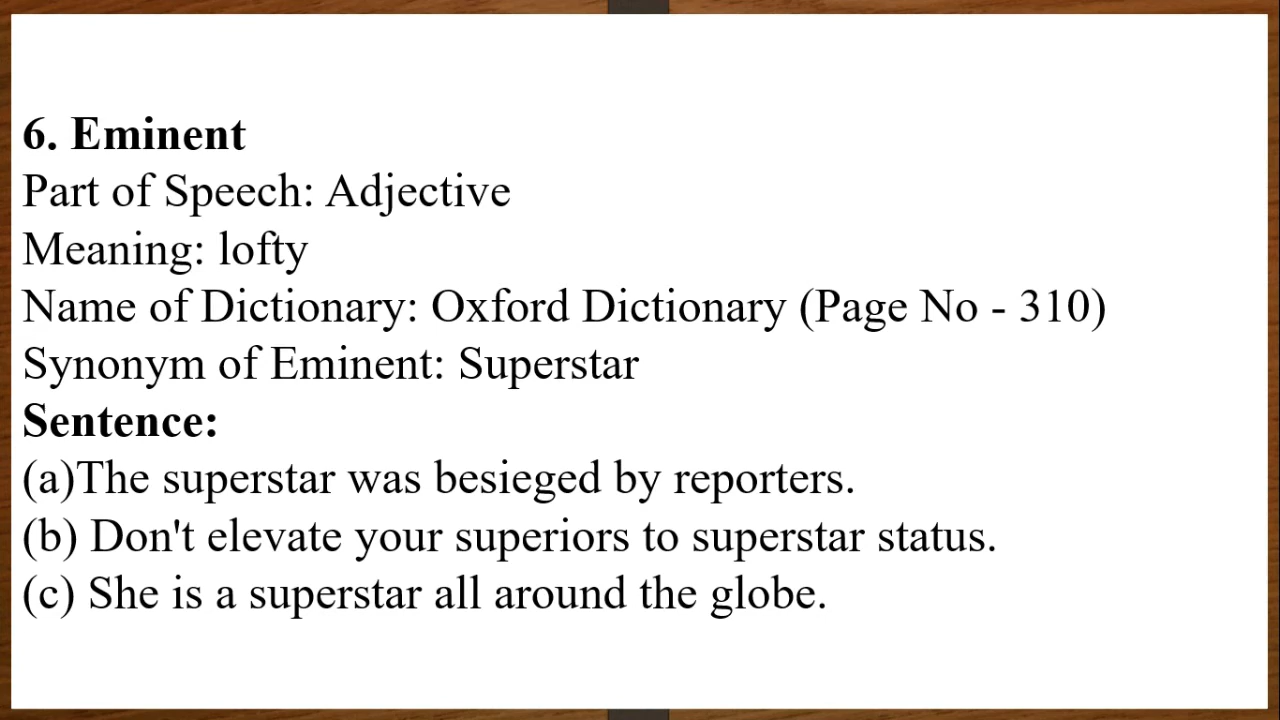 6. Eminent
Part of Speech: Adjective
Meaning: lofty
Name of Dictionary: Oxford Dictionary (Page No - 310)
Synonym of Eminent: Superstar
Sentence:
(a)The superstar was besieged by reporters.
(b) Don't elevate your superiors to superstar status.
(c) She is a superstar all around the globe.